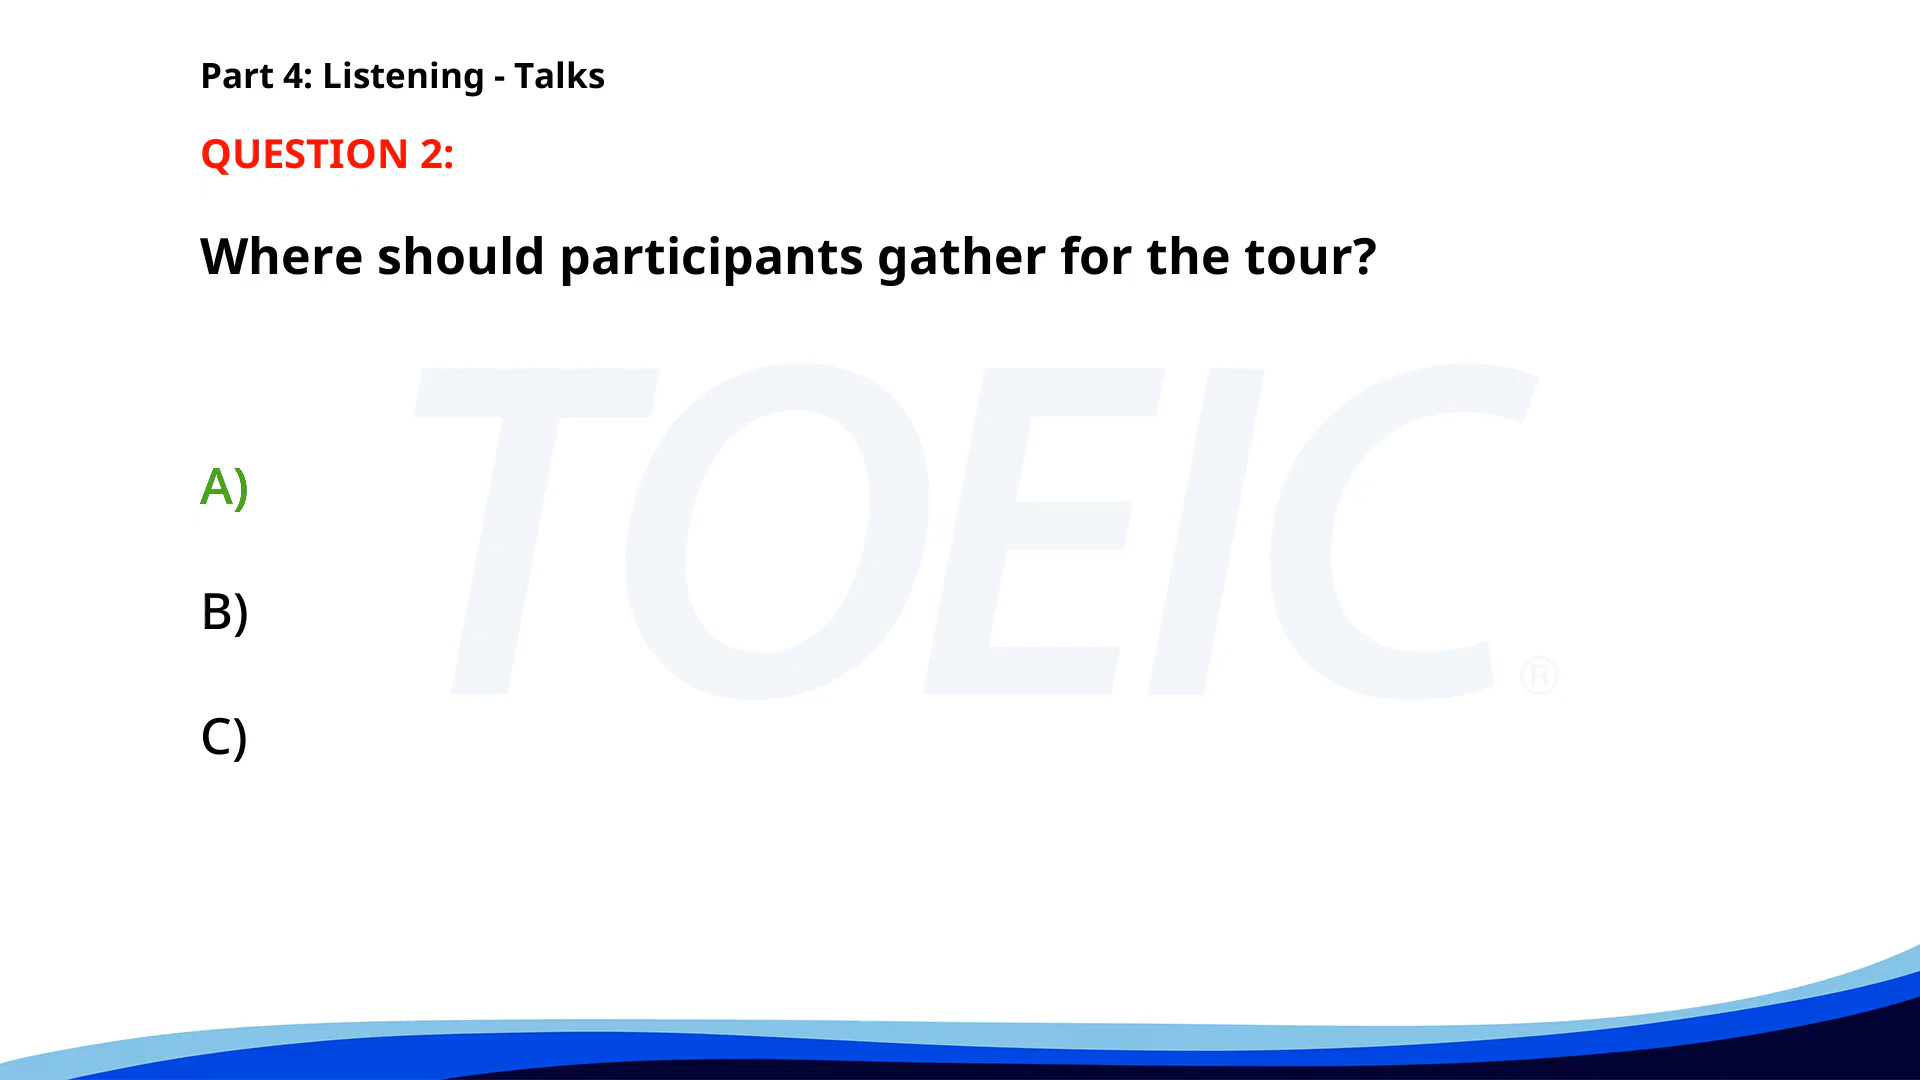 Part 4: Listening - Talks
QUESTION 2:
Where should participants gather for the tour?
TOEIC®
A)
B)
C)